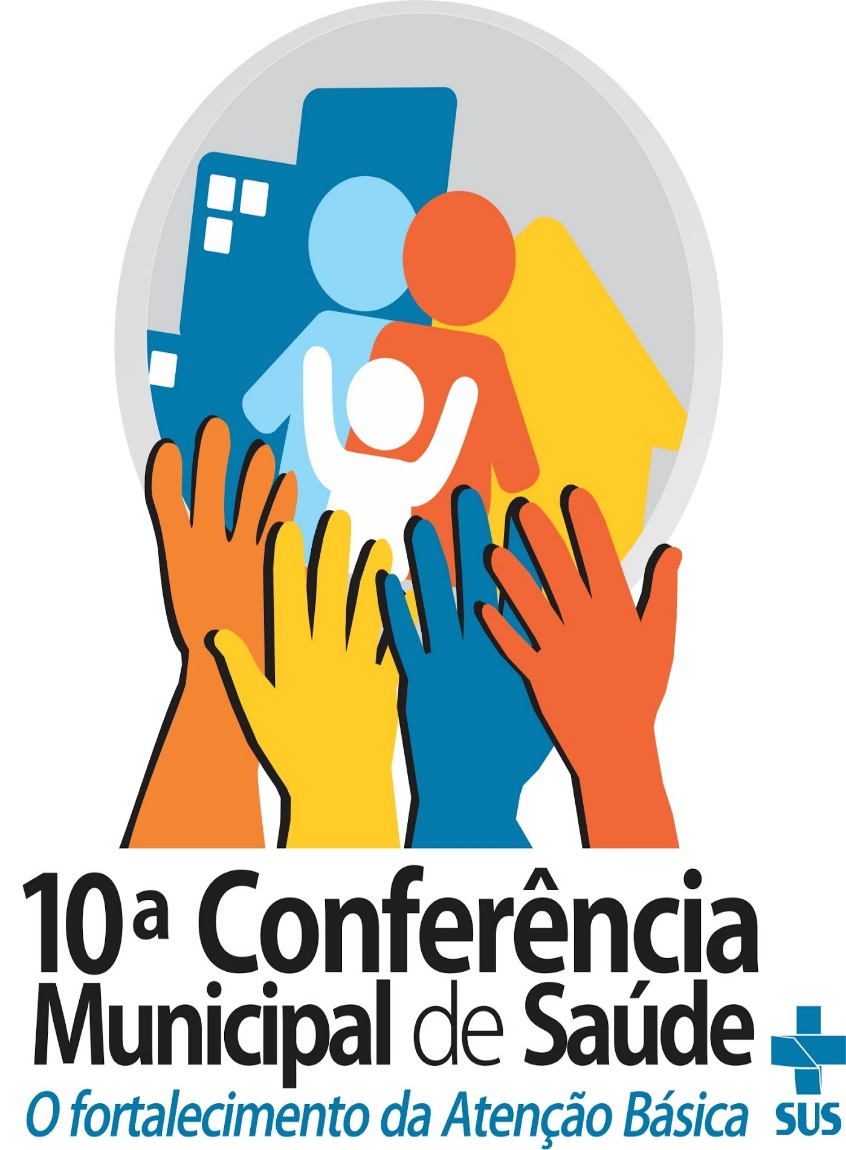 10ª Conferência
Municipal de Saúde
O fortalecimento da Atenção Básica
SUS